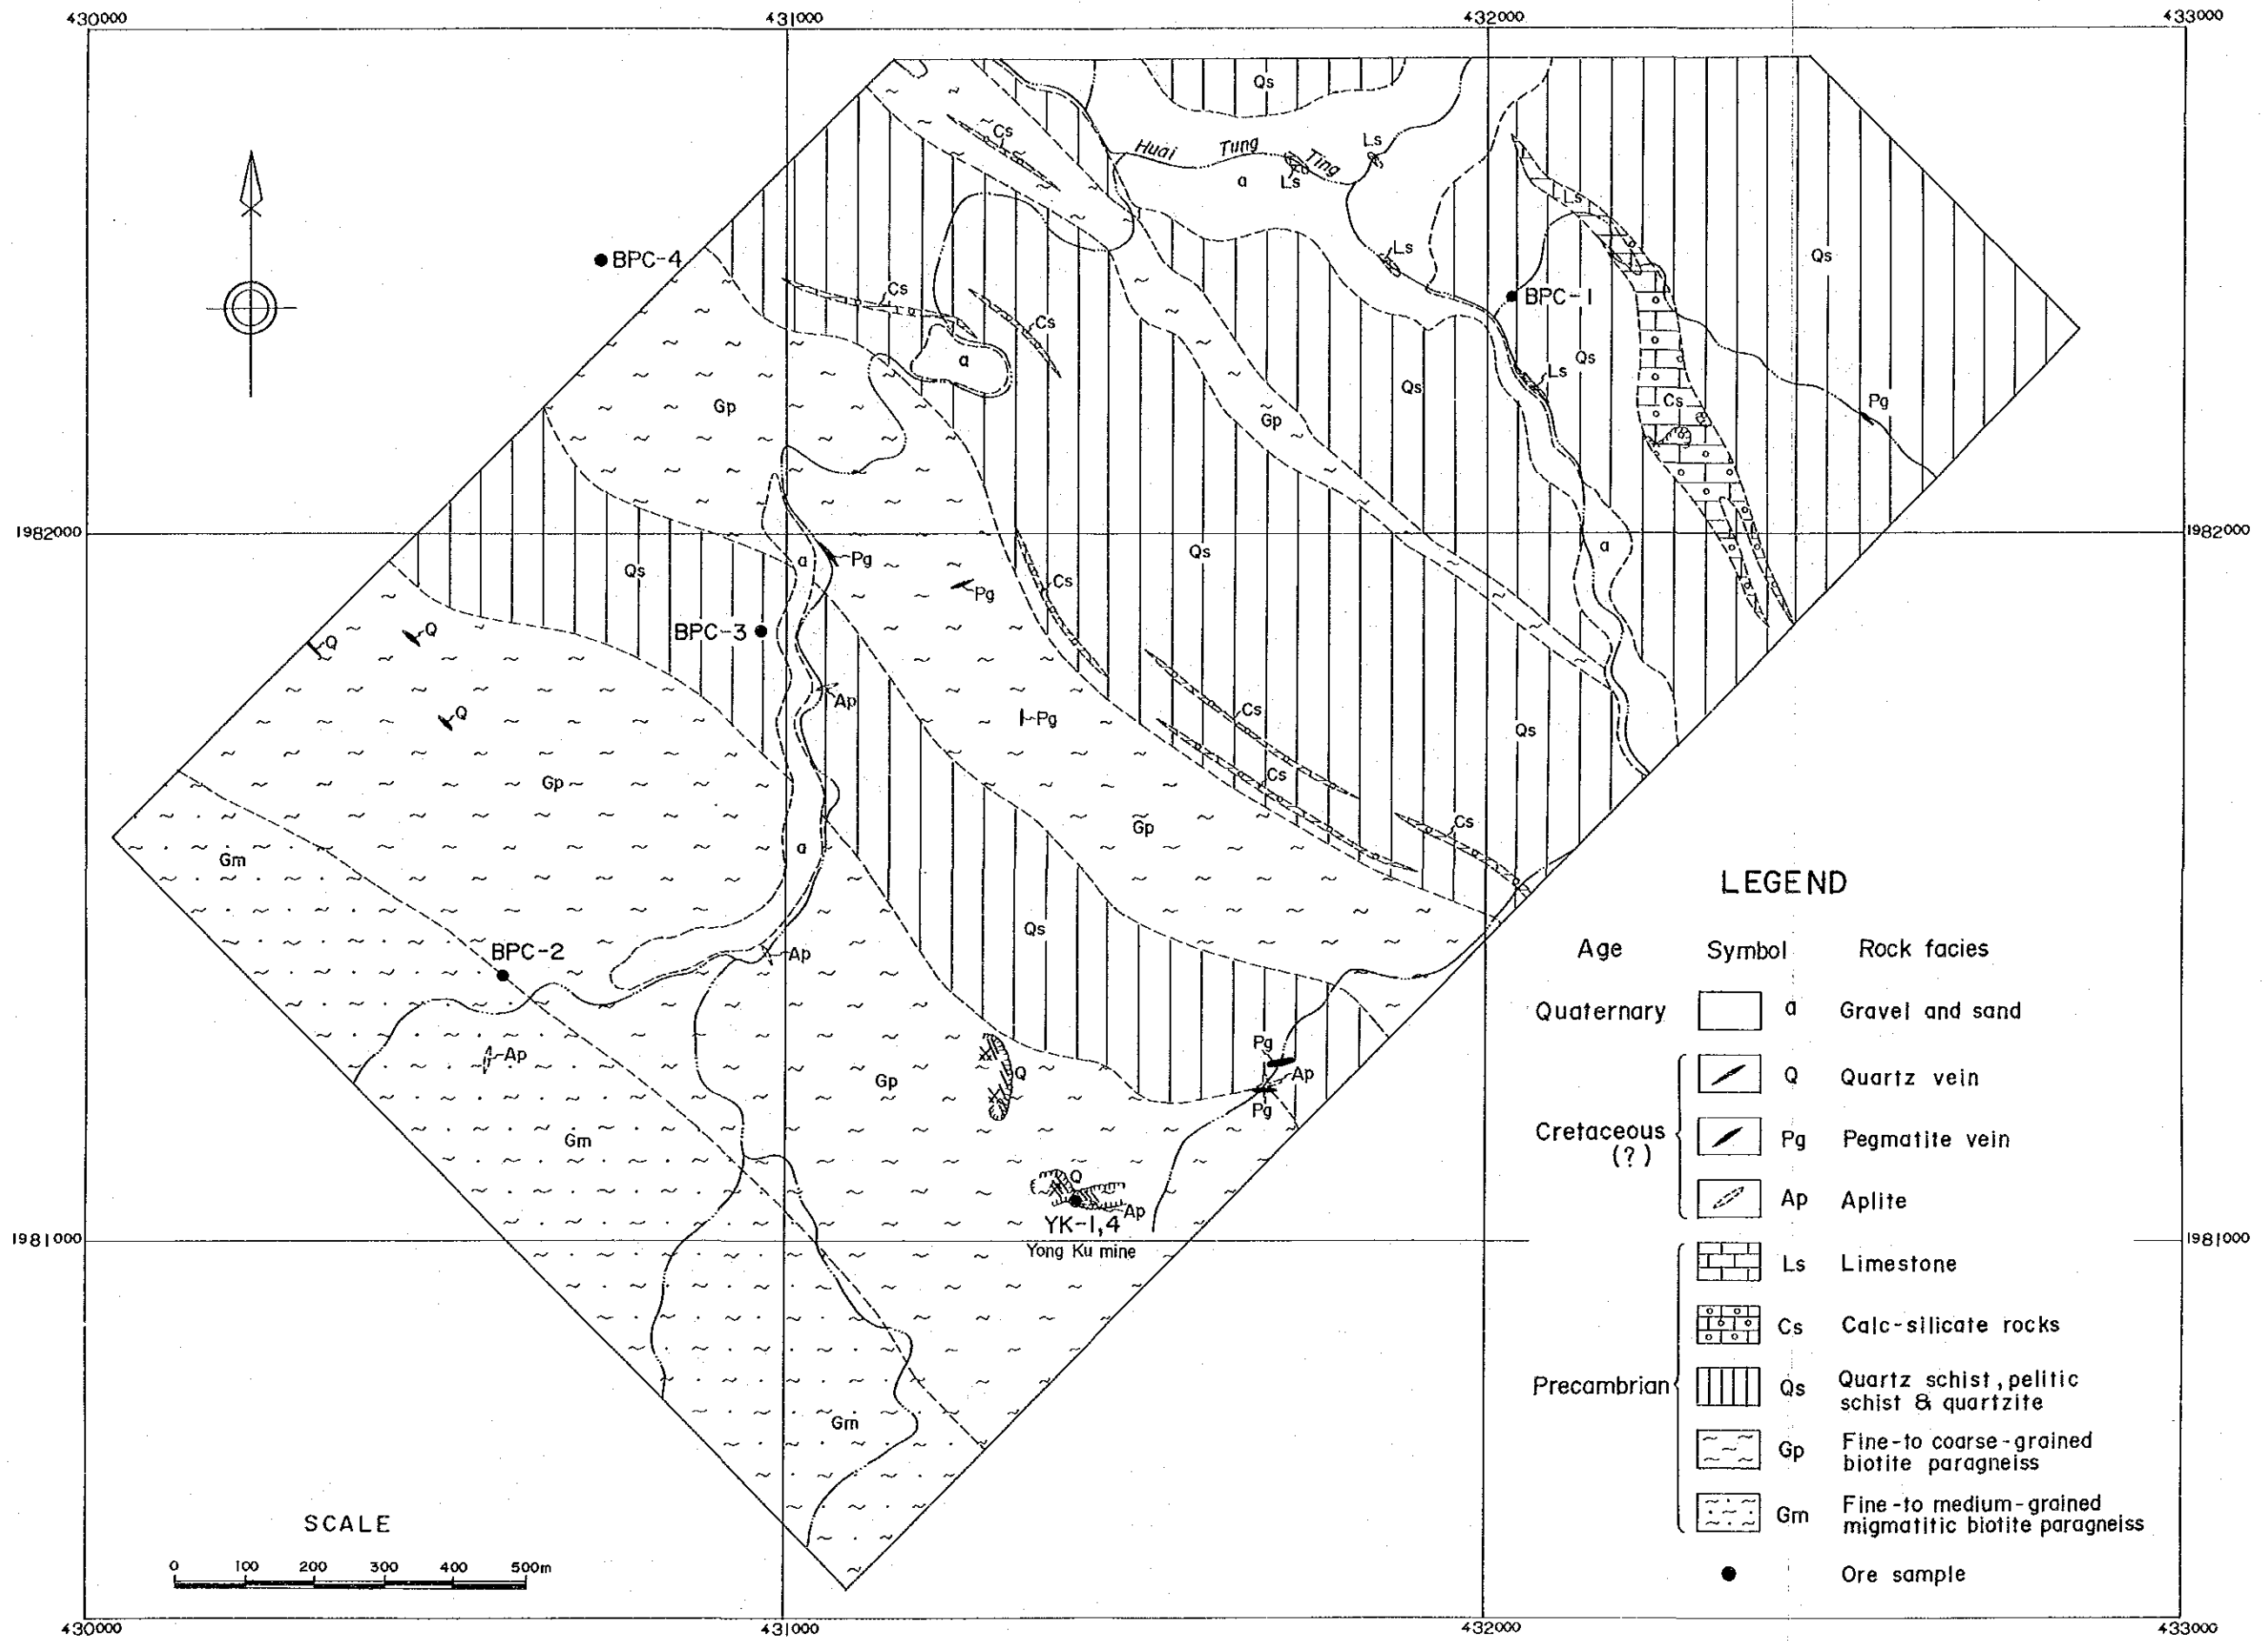 430000 431000 432000 433000
Qs
Cs
Huai Tung Ting
Ls
Ls
a
Ls
Qs
BPC-4
Ls
Cs
BPC-1
Cs
a
Qs
Ls
Qs
Cs
Pg
Gp
Gp
1982000 1982000
Qs
a
Pg
Qs
a
Cs
Pg
Q
Q
BPC-3
Ap
Q
Pg
Cs
Qs
Gp
Cs
Gp
Cs
Gm
a
Qs
BPC-2
Ap
Ap
Gp
Q
Pg
Ap
Pg
Gm
Q
Ap
YK-1,4
Yong Ku mine
1981000 1981000
Gm
LEGEND
Age Symbol Rock facies
Quaternary a Gravel and sand
Q Quartz vein
Cretaceous
(?)
Pg Pegmatite vein
Ap Aplite
Ls Limestone
Cs Calc-silicate rocks
Precambrian
Qs Quartz schist, pelitic
schist & quartzite
Gp Fine-to coarse-grained
biotite paragneiss
Gm Fine-to medium-grained
migmatitic biotite paragneiss
Ore sample
SCALE
0 100 200 300 400 500m
430000 431000 432000 433000